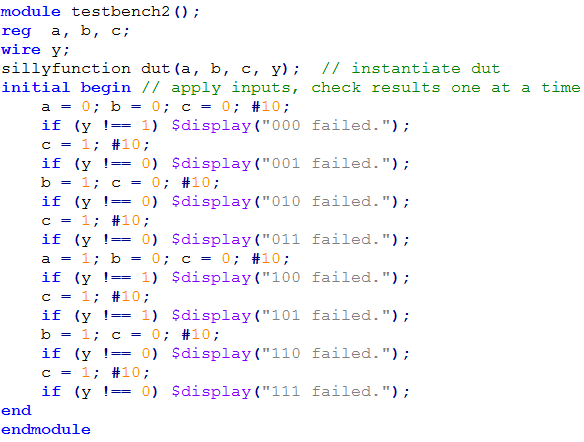 module testbench2();
reg  a, b, c;
wire y;
sillyfunction dut(a, b, c, y);  // instantiate dut
initial begin // apply inputs, check results one at a time
    a = 0; b = 0; c = 0; #10;
    if (y !== 1) $display("000 failed.");
    c = 1; #10;
    if (y !== 0) $display("001 failed.");
    b = 1; c = 0; #10;
    if (y !== 0) $display("010 failed.");
    c = 1; #10;
    if (y !== 0) $display("011 failed.");
    a = 1; b = 0; c = 0; #10;
    if (y !== 1) $display("100 failed.");
    c = 1; #10;
    if (y !== 1) $display("101 failed.");
    b = 1; c = 0; #10;
    if (y !== 0) $display("110 failed.");
    c = 1; #10;
    if (y !== 0) $display("111 failed.");
end
endmodule